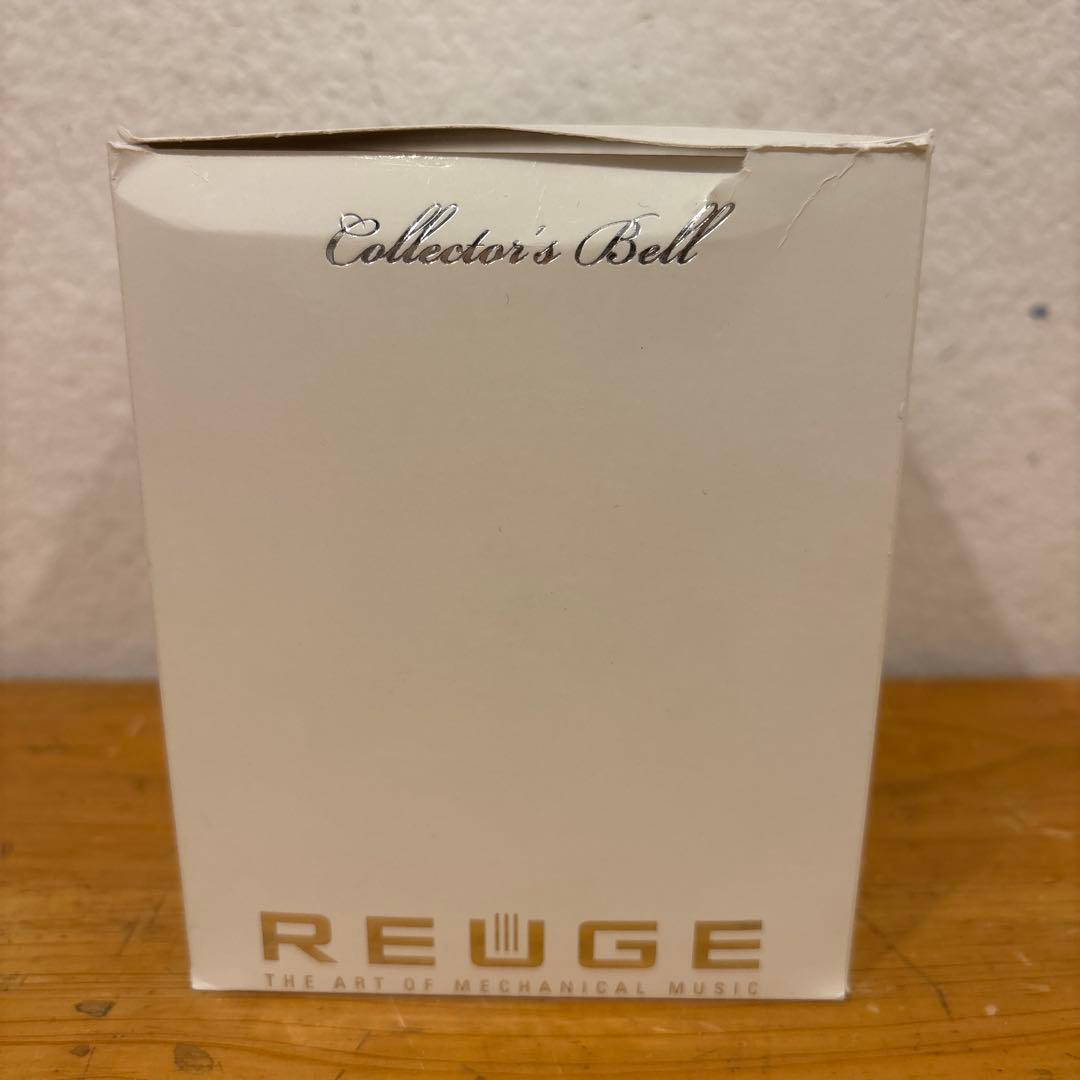 Collector's Bell
REUGE
THE ART OF MECHANICAL MUSIC